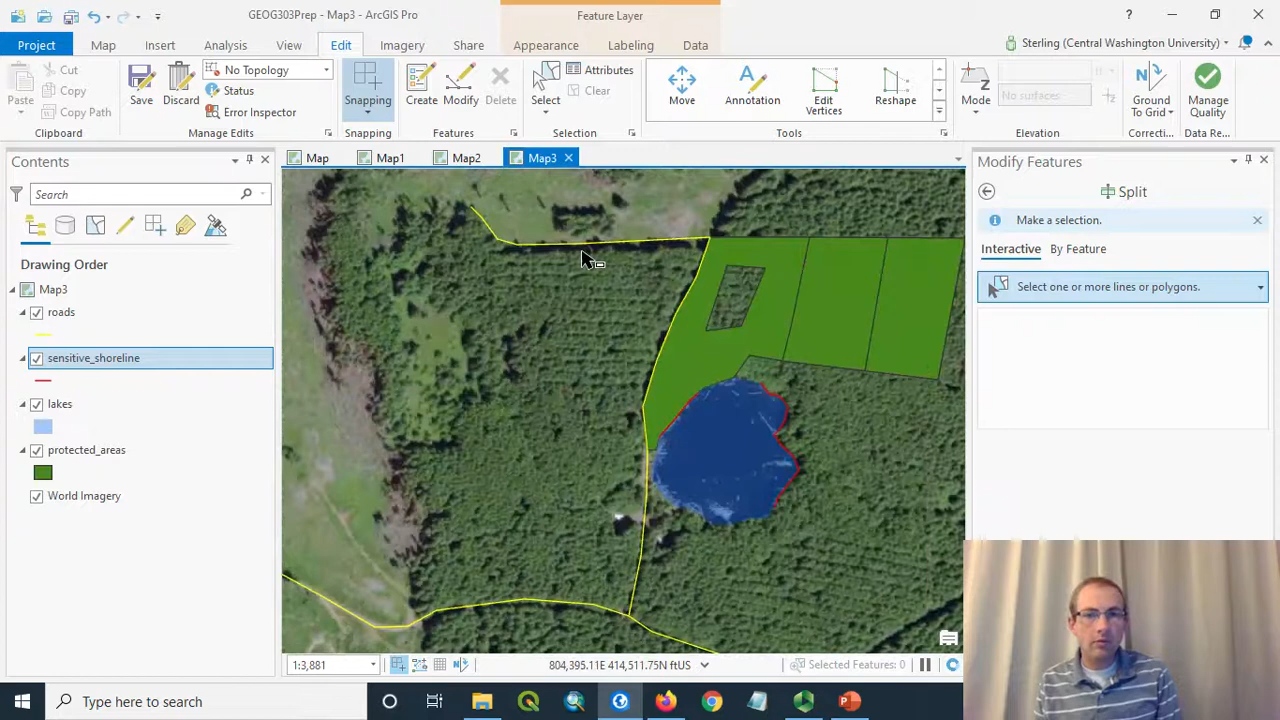 GEOG303Prep - Map3 - ArcGIS Pro
Feature Layer
?
Project
Map
Insert
Analysis
View
Edit
Imagery
Share
Appearance
Labeling
Data
Sterling (Central Washington University)
Paste
Cut
Copy
Copy Path
Clipboard
Save
Discard
No Topology
Status
Error Inspector
Manage Edits
Snapping
Snapping
Create
Modify
Delete
Features
Select
Attributes
Clear
Selection
Move
Annotation
Edit
Vertices
Reshape
Tools
Mode
No surfaces
Elevation
Ground
To Grid
Correcti...
Manage
Quality
Data Re...
Contents
Search
Drawing Order
Map3
roads
sensitive_shoreline
lakes
protected_areas
World Imagery
Map
Map1
Map2
Map3
1:3,881
804,395.11E 414,511.75N ftUS
Selected Features: 0
Modify Features
Split
Make a selection.
Interactive
By Feature
Select one or more lines or polygons.
Type here to search